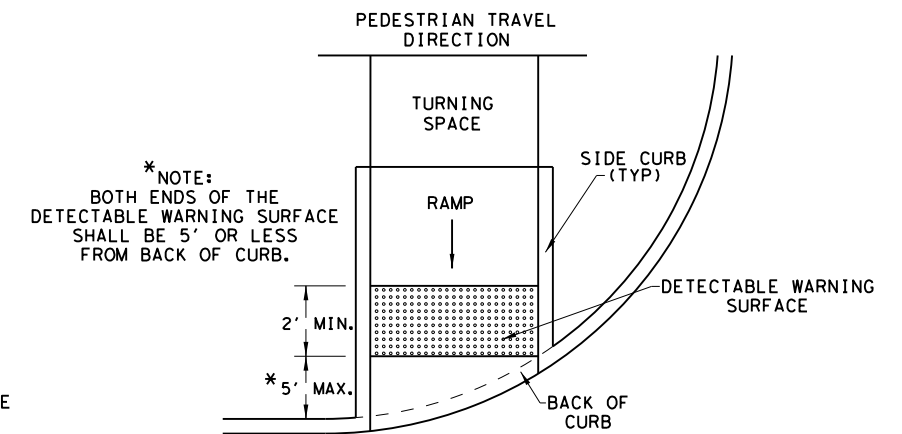 PEDESTRIAN TRAVEL
DIRECTION
TURNING
SPACE
SIDE CURB
(TYP)
*NOTE:
BOTH ENDS OF THE
DETECTABLE WARNING SURFACE
SHALL BE 5' OR LESS
FROM BACK OF CURB.
RAMP
DETECTABLE WARNING
SURFACE
2' MIN.
*5' MAX.
BACK OF
CURB
E